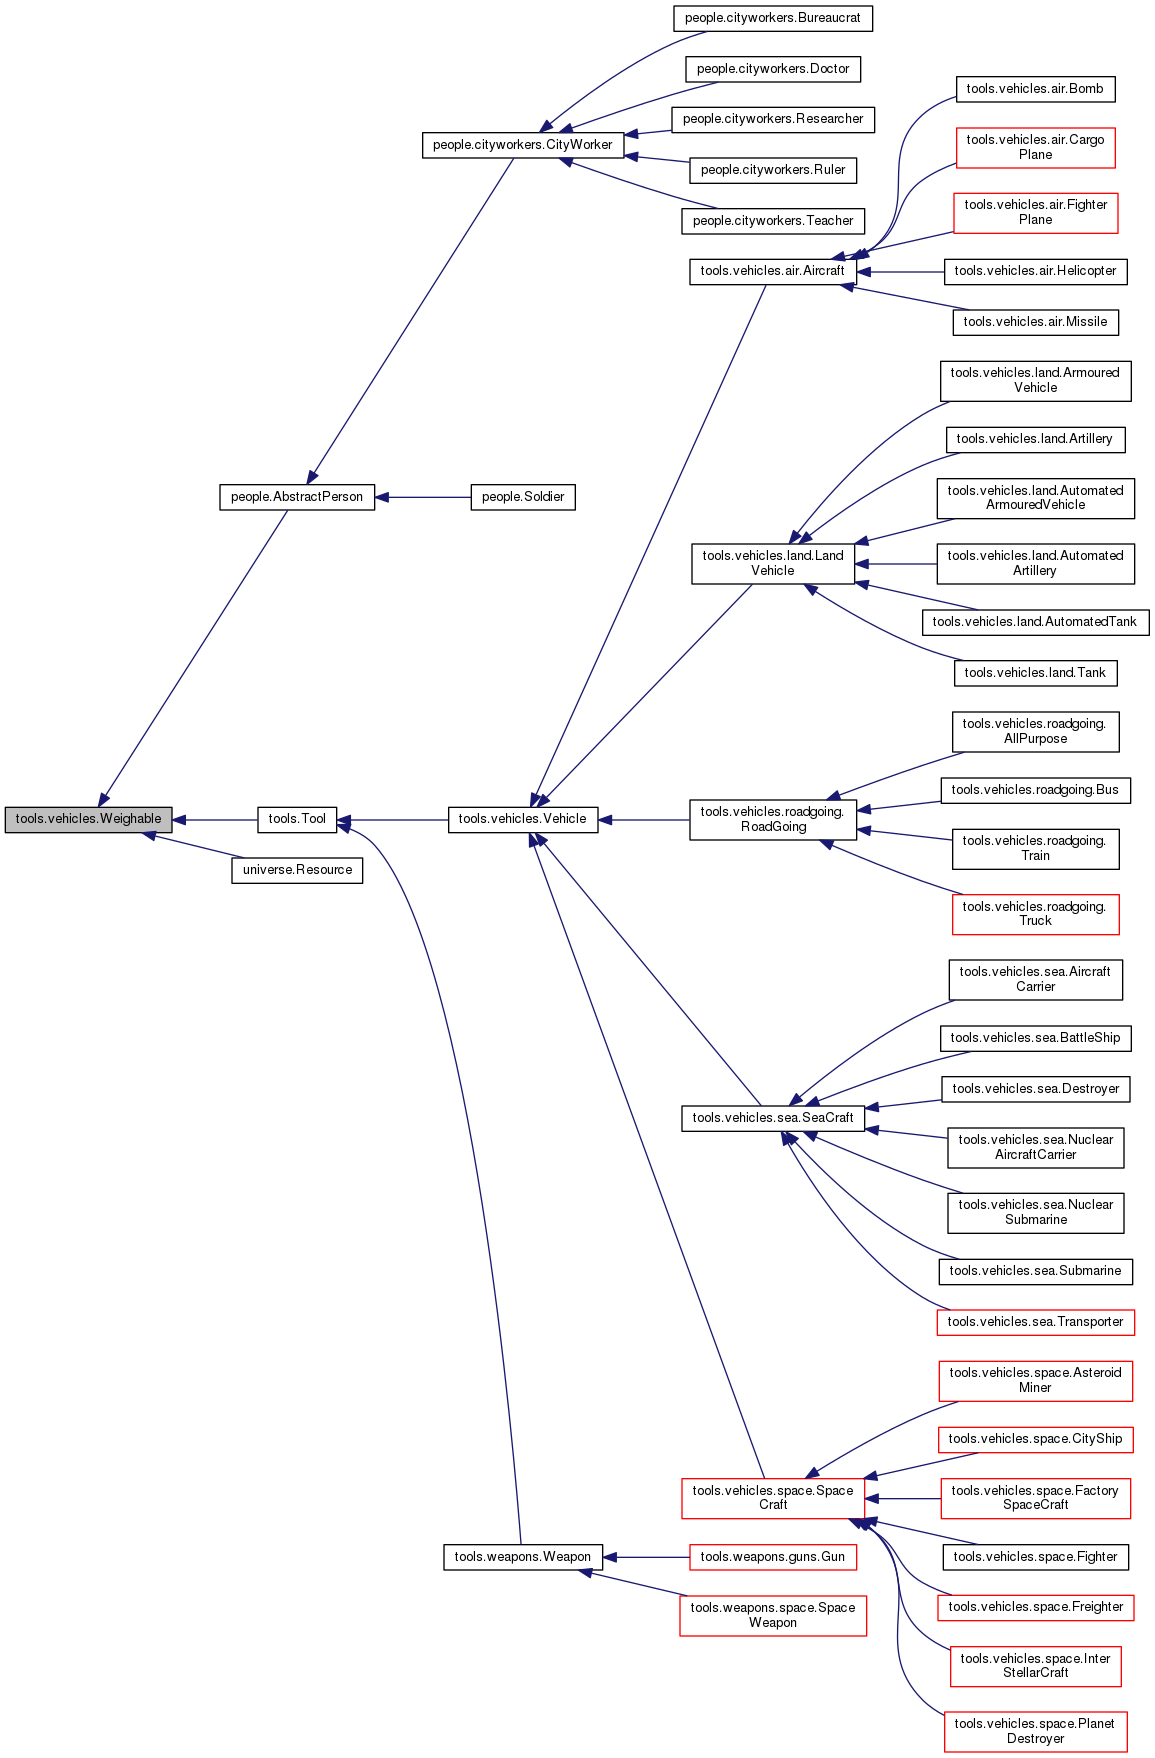 people.cityworkers.Bureaucrat
people.cityworkers.Doctor
people.cityworkers.Researcher
people.cityworkers.CityWorker
people.cityworkers.Ruler
people.cityworkers.Teacher
tools.vehicles.air.Bomb
tools.vehicles.air.Cargo
Plane
tools.vehicles.air.Fighter
Plane
tools.vehicles.air.Aircraft
tools.vehicles.air.Helicopter
tools.vehicles.air.Missile
tools.vehicles.land.Armoured
Vehicle
tools.vehicles.land.Artillery
people.AbstractPerson
people.Soldier
tools.vehicles.land.Automated
ArmouredVehicle
tools.vehicles.land.Land
Vehicle
tools.vehicles.land.Automated
Artillery
tools.vehicles.land.AutomatedTank
tools.vehicles.land.Tank
tools.vehicles.roadgoing.
AllPurpose
tools.vehicles.roadgoing.Bus
tools.vehicles.Weighable
tools.Tool
tools.vehicles.Vehicle
tools.vehicles.roadgoing.
RoadGoing
tools.vehicles.roadgoing.
Train
universe.Resource
tools.vehicles.roadgoing.
Truck
tools.vehicles.sea.Aircraft
Carrier
tools.vehicles.sea.BattleShip
tools.vehicles.sea.Destroyer
tools.vehicles.sea.SeaCraft
tools.vehicles.sea.Nuclear
AircraftCarrier
tools.vehicles.sea.Nuclear
Submarine
tools.vehicles.sea.Submarine
tools.vehicles.sea.Transporter
tools.vehicles.space.Asteroid
Miner
tools.vehicles.space.CityShip
tools.vehicles.space.Space
Craft
tools.vehicles.space.Factory
SpaceCraft
tools.weapons.Weapon
tools.weapons.guns.Gun
tools.vehicles.space.Fighter
tools.weapons.space.Space
Weapon
tools.vehicles.space.Freighter
tools.vehicles.space.Inter
StellarCraft
tools.vehicles.space.Planet
Destroyer